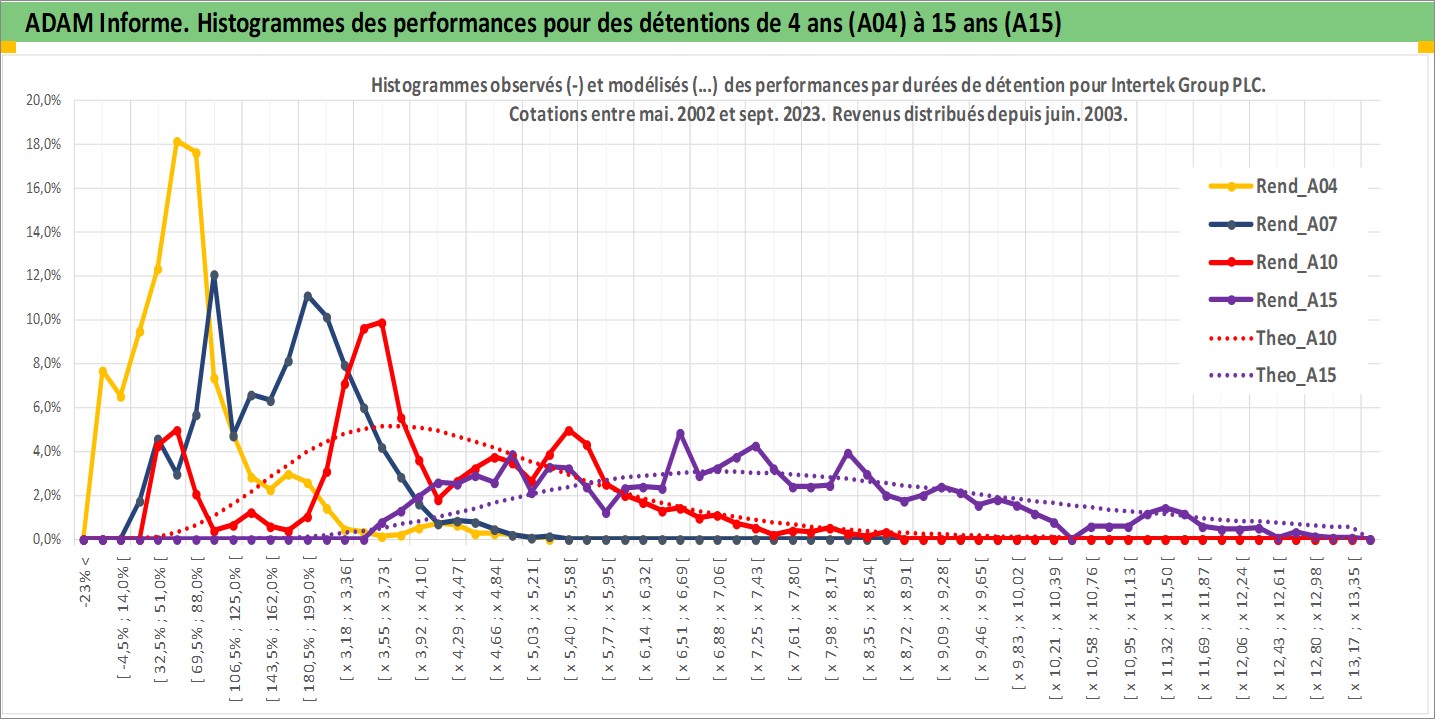 ADAM Informe. Histogrammes des performances pour des détentions de 4 ans (A04) à 15 ans (A15)
Histogrammes observés (-) et modélisés (...) des performances par durées de détention pour Intertek Group PLC.
Cotations entre mai. 2002 et sept. 2023. Revenus distribués depuis juin. 2003.
20,0%
18,0%
16,0%
14,0%
12,0%
10,0%
8,0%
6,0%
4,0%
2,0%
0,0%
Rend_A04
Rend_A07
Rend_A10
Rend_A15
Theo_A10
Theo_A15
-23% <
[ -4,5% ; 14,0% [
[ 32,5% ; 51,0% [
[ 69,5% ; 88,0% [
[ 106,5% ; 125,0% [
[ 143,5% ; 162,0% [
[ 180,5% ; 199,0% [
[ x 3,18 ; x 3,36 [
[ x 3,55 ; x 3,73 [
[ x 3,92 ; x 4,10 [
[ x 4,29 ; x 4,47 [
[ x 4,66 ; x 4,84 [
[ x 5,03 ; x 5,21 [
[ x 5,40 ; x 5,58 [
[ x 5,77 ; x 5,95 [
[ x 6,14 ; x 6,32 [
[ x 6,51 ; x 6,69 [
[ x 6,88 ; x 7,06 [
[ x 7,25 ; x 7,43 [
[ x 7,61 ; x 7,80 [
[ x 7,98 ; x 8,17 [
[ x 8,35 ; x 8,54 [
[ x 8,72 ; x 8,91 [
[ x 9,09 ; x 9,28 [
[ x 9,46 ; x 9,65 [
[ x 9,83 ; x 10,02 [
[ x 10,21 ; x 10,39 [
[ x 10,58 ; x 10,76 [
[ x 10,95 ; x 11,13 [
[ x 11,32 ; x 11,50 [
[ x 11,69 ; x 11,87 [
[ x 12,06 ; x 12,24 [
[ x 12,43 ; x 12,61 [
[ x 12,80 ; x 12,98 [
[ x 13,17 ; x 13,35 [